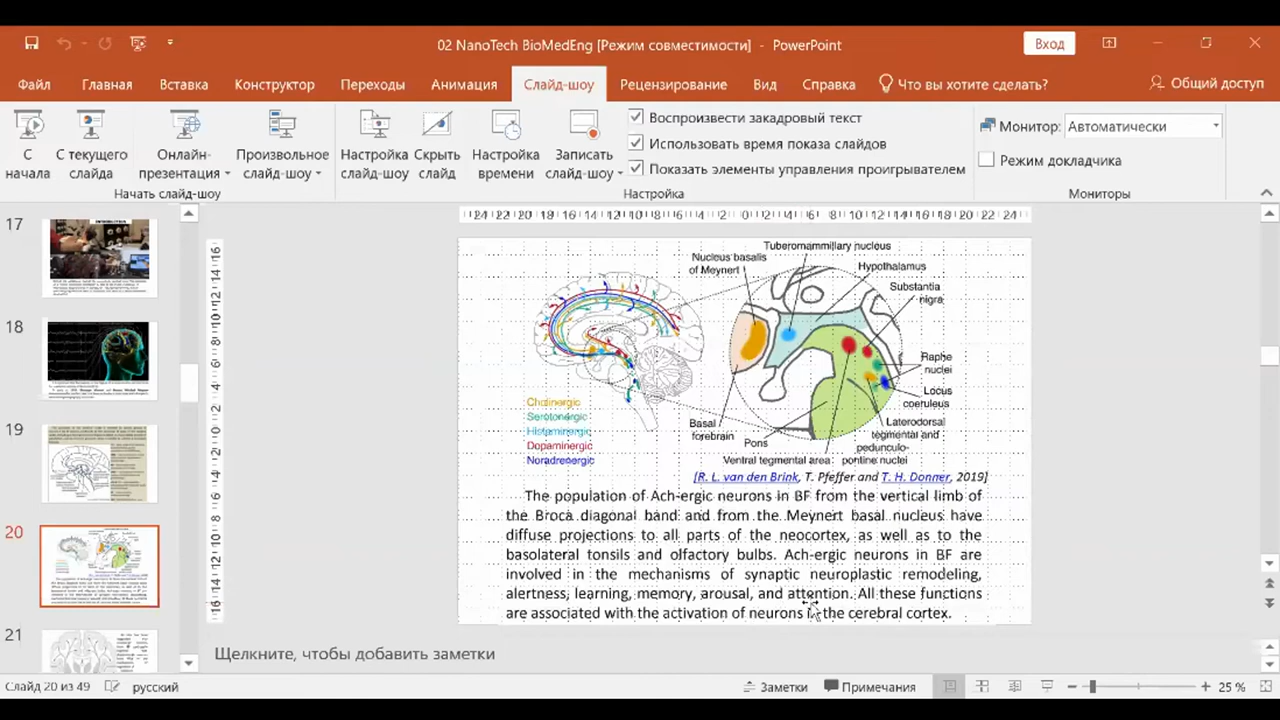 02 NanoTech BioMedEng [Режим совместимости] - PowerPoint
Вход
Файл Главная Вставка Конструктор Переходы Анимация Слайд-шоу Рецензирование Вид Справка Что вы хотите сделать? Общий доступ
С начала
С текущего слайда
Онлайн-презентация
Произвольное слайд-шоу
Начать слайд-шоу
Настройка слайд-шоу
Скрыть слайд
Настройка времени
Записать слайд-шоу
Воспроизвести закадровый текст
Использовать время показа слайдов
Показать элементы управления проигрывателем
Настройка
Монитор: Автоматически
Режим докладчика
Мониторы
17
18
19
20
21
Tuberomammillary nucleus
Nucleus basalis
of Meynert
Hypothalamus
Substantia
nigra
Raphe
nuclei
Locus
coeruleus
Laterodorsal
tegmental and
pedunculo-
pontine nuclei
Ventral tegmental area
Pons
Basal
forebrain
Cholinergic
Serotonergic
Histaminergic
Dopaminergic
Noradrenergic
[R. L. van den Brink, T. Pfeffer and T. H. Donner, 2019]
The population of Ach-ergic neurons in BF from the vertical limb of
the Broca diagonal band and from the Meynert basal nucleus have
diffuse projections to all parts of the neocortex, as well as to the
basolateral tonsils and olfactory bulbs. Ach-ergic neurons in BF are
involved in the mechanisms of synaptic neuroplastic remodeling,
alertness, learning, memory, arousal, All these functions
are associated with the activation of neurons in the cerebral cortex.
Щелкните, чтобы добавить заметки
Слайд 20 из 49 русский Заметки Примечания 25 %